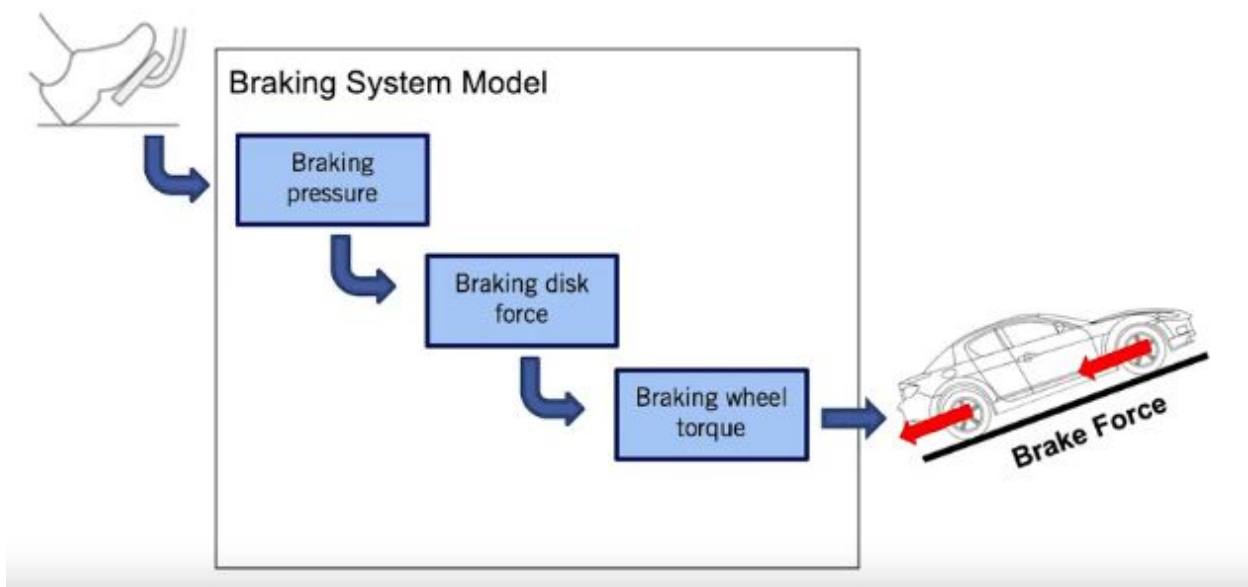 Braking System Model
Braking
pressure
Braking disk
force
Braking wheel
torque
Brake Force